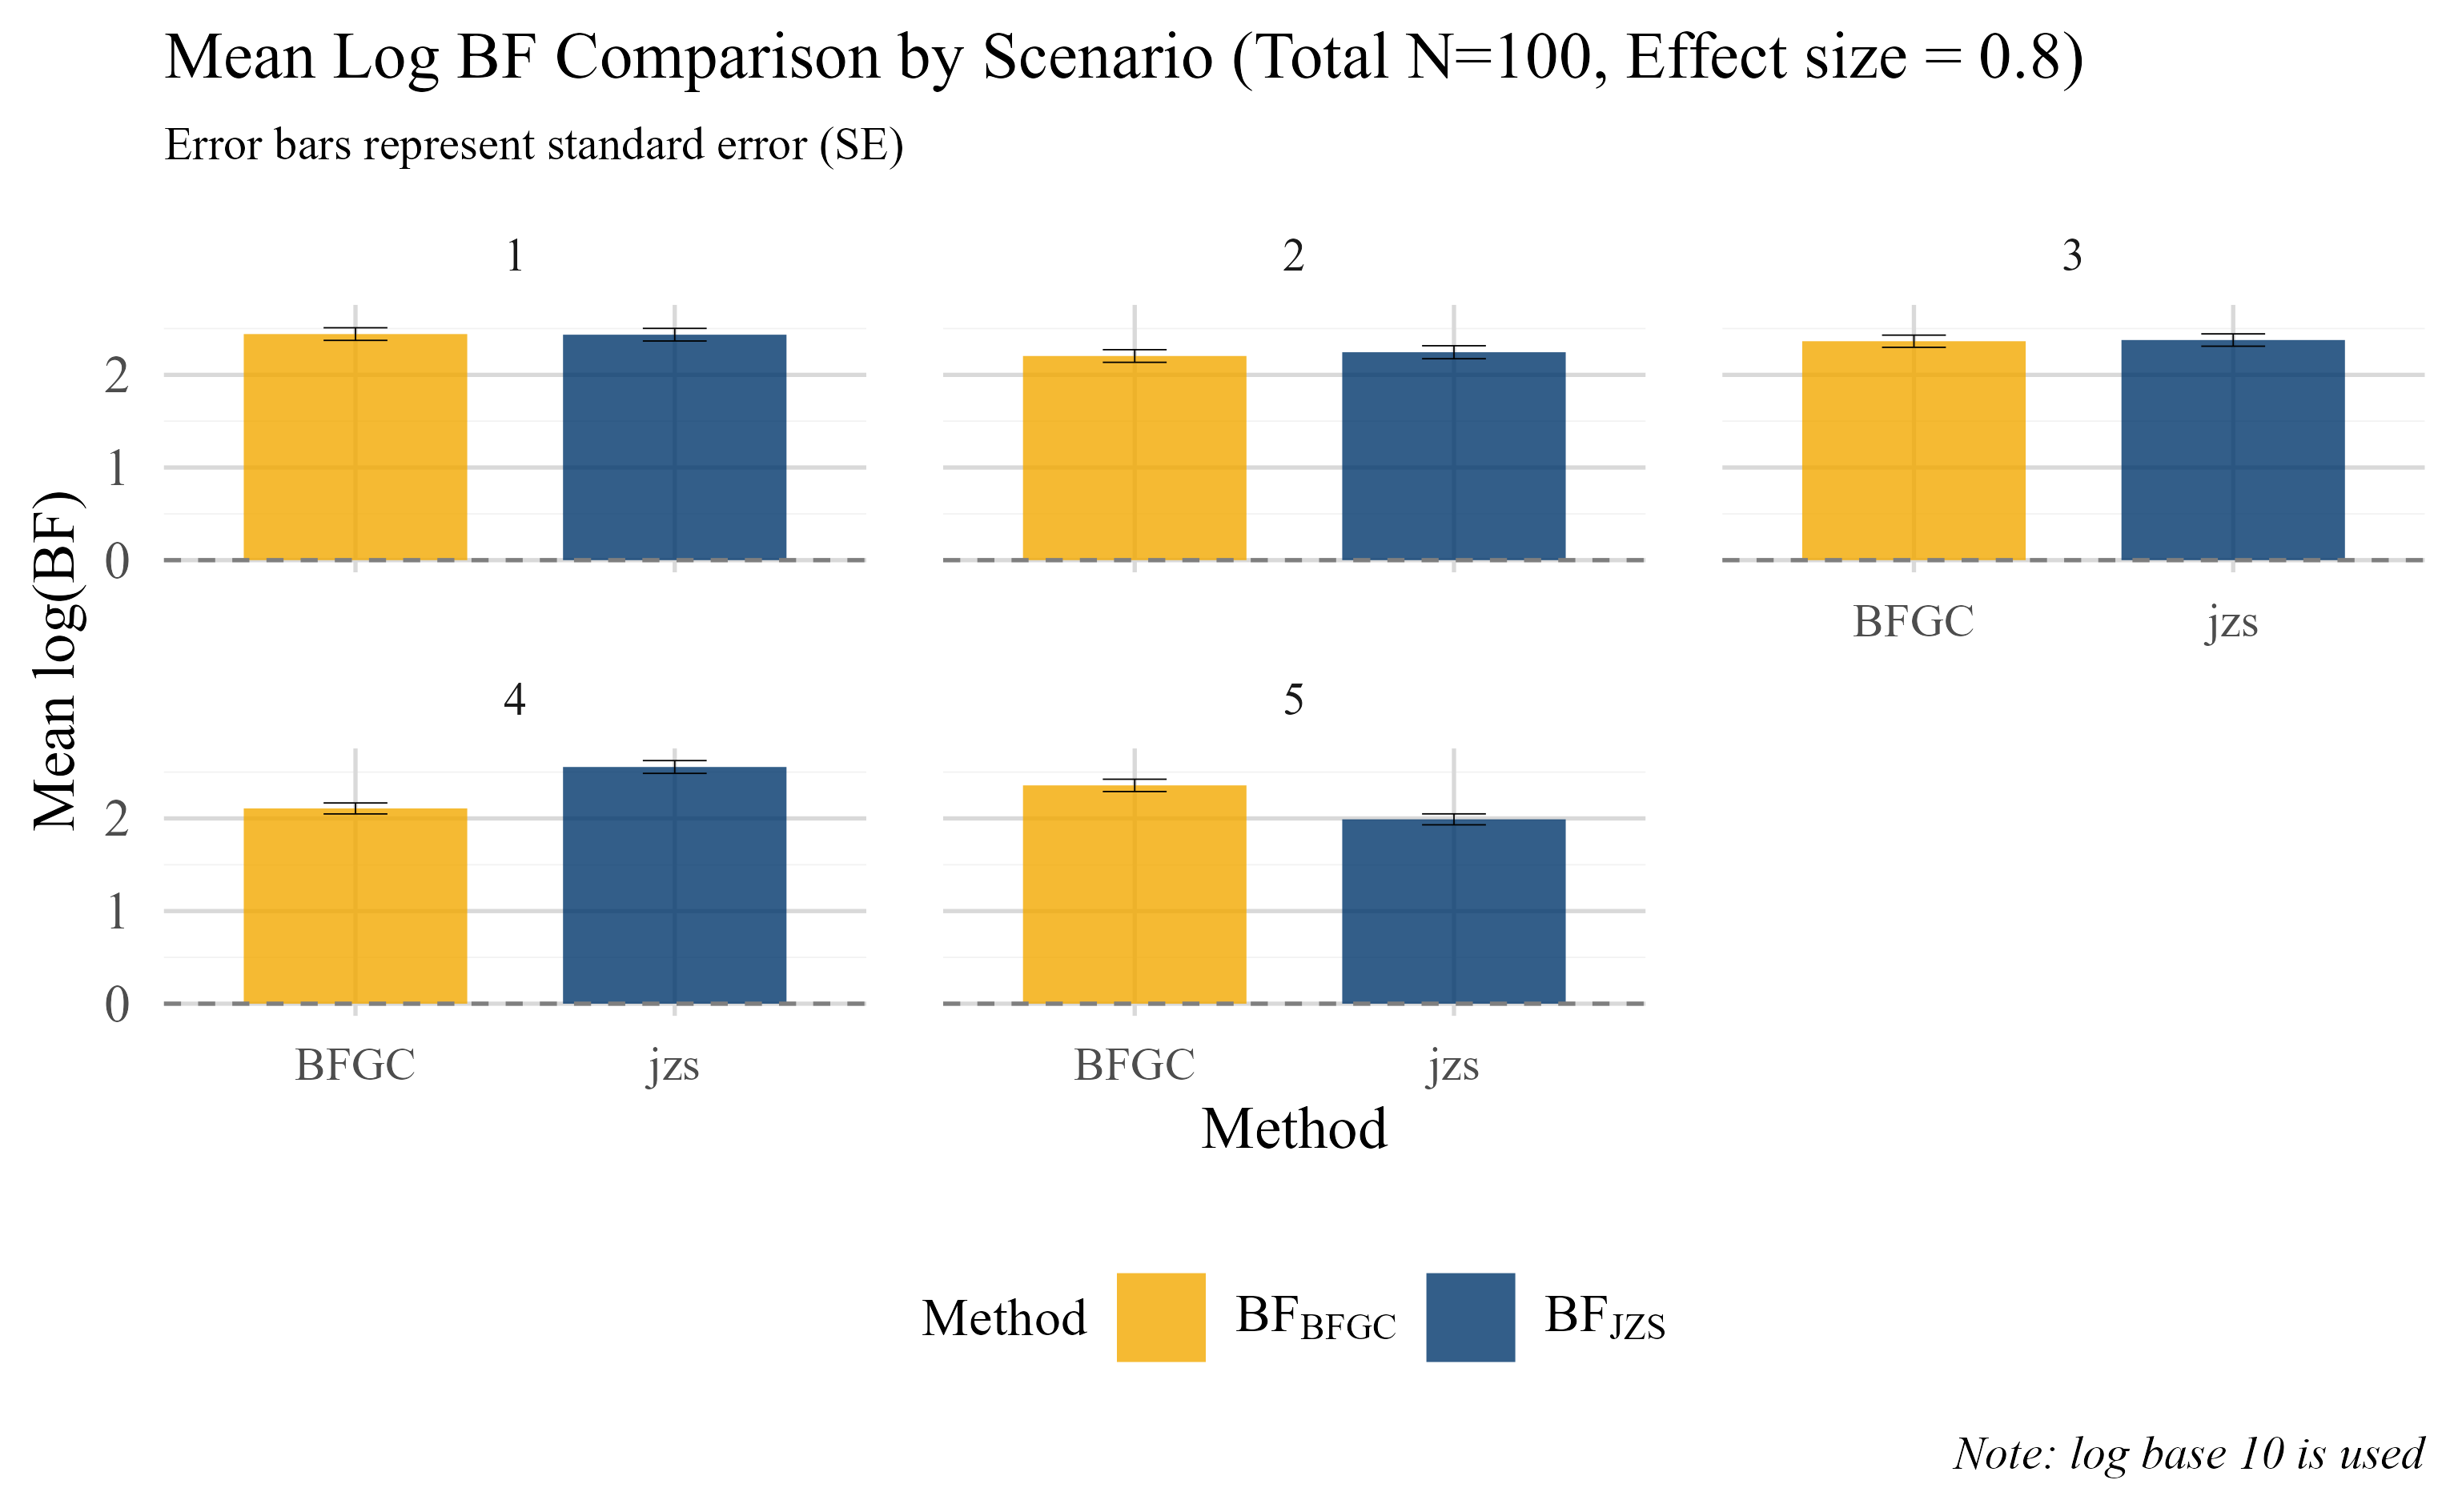 Mean Log BF Comparison by Scenario (Total N=100, Effect size = 0.8)
Error bars represent standard error (SE)
1
2
3
Mean log(BF)
2
1
0
BFGC jzs
4
5
2
1
0
BFGC jzs
BFGC jzs
Method
Method BF_BFGC BF_JZS
Note: log base 10 is used